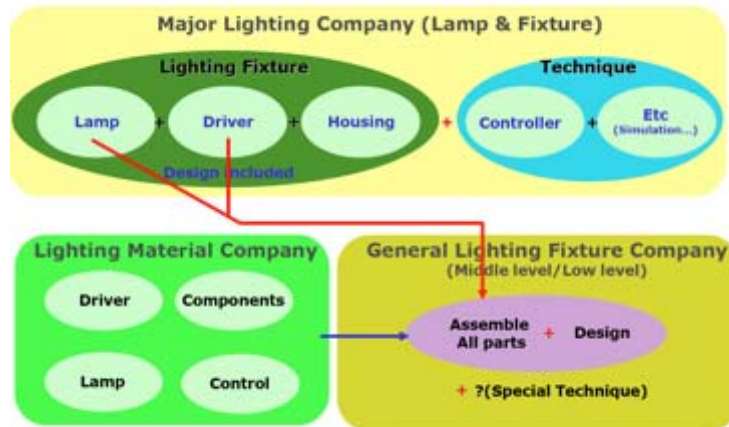 Major Lighting Company (Lamp & Fixture)
Lighting Fixture
Technique
Lamp + Driver + Housing + Controller + Etc
(Simulation...)
Design included
Lighting Material Company
Driver
Components
Lamp
Control
General Lighting Fixture Company
(Middle level/Low level)
Assemble
All parts
+ Design
+ ?(Special Technique)